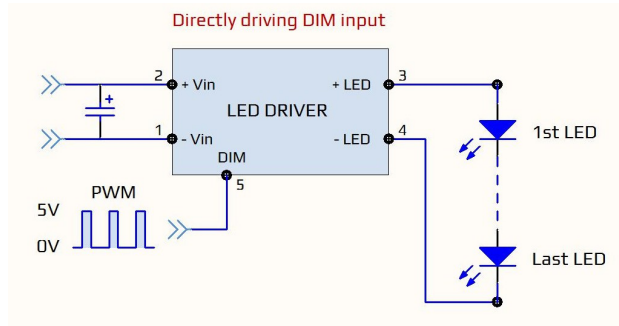 Directly driving DIM input
2
+ Vin
+ LED
3
+
LED DRIVER
1st LED
1
- Vin
- LED
4
DIM
5
PWM
5V
0V
Last LED